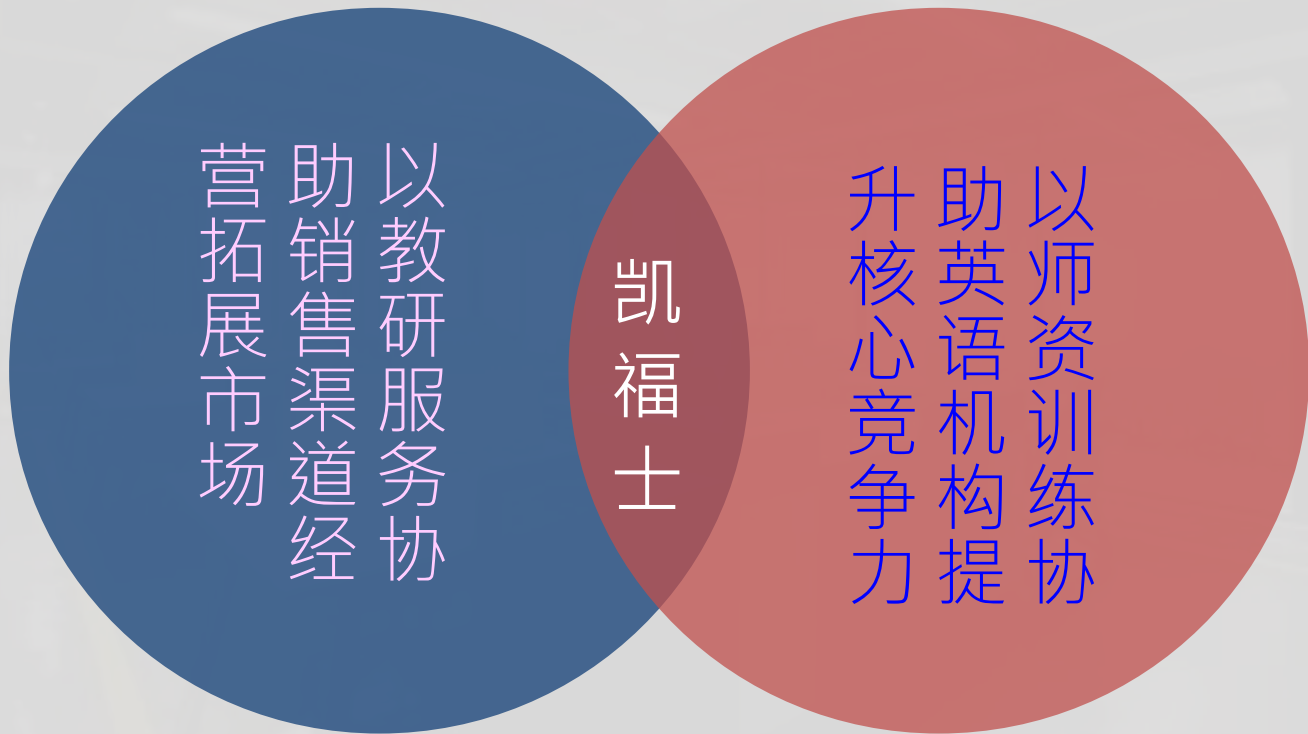 以教研服务协
助销售渠道经
营拓展市场
凯福士
以师资训练协
助英语机构提
升核心竞争力